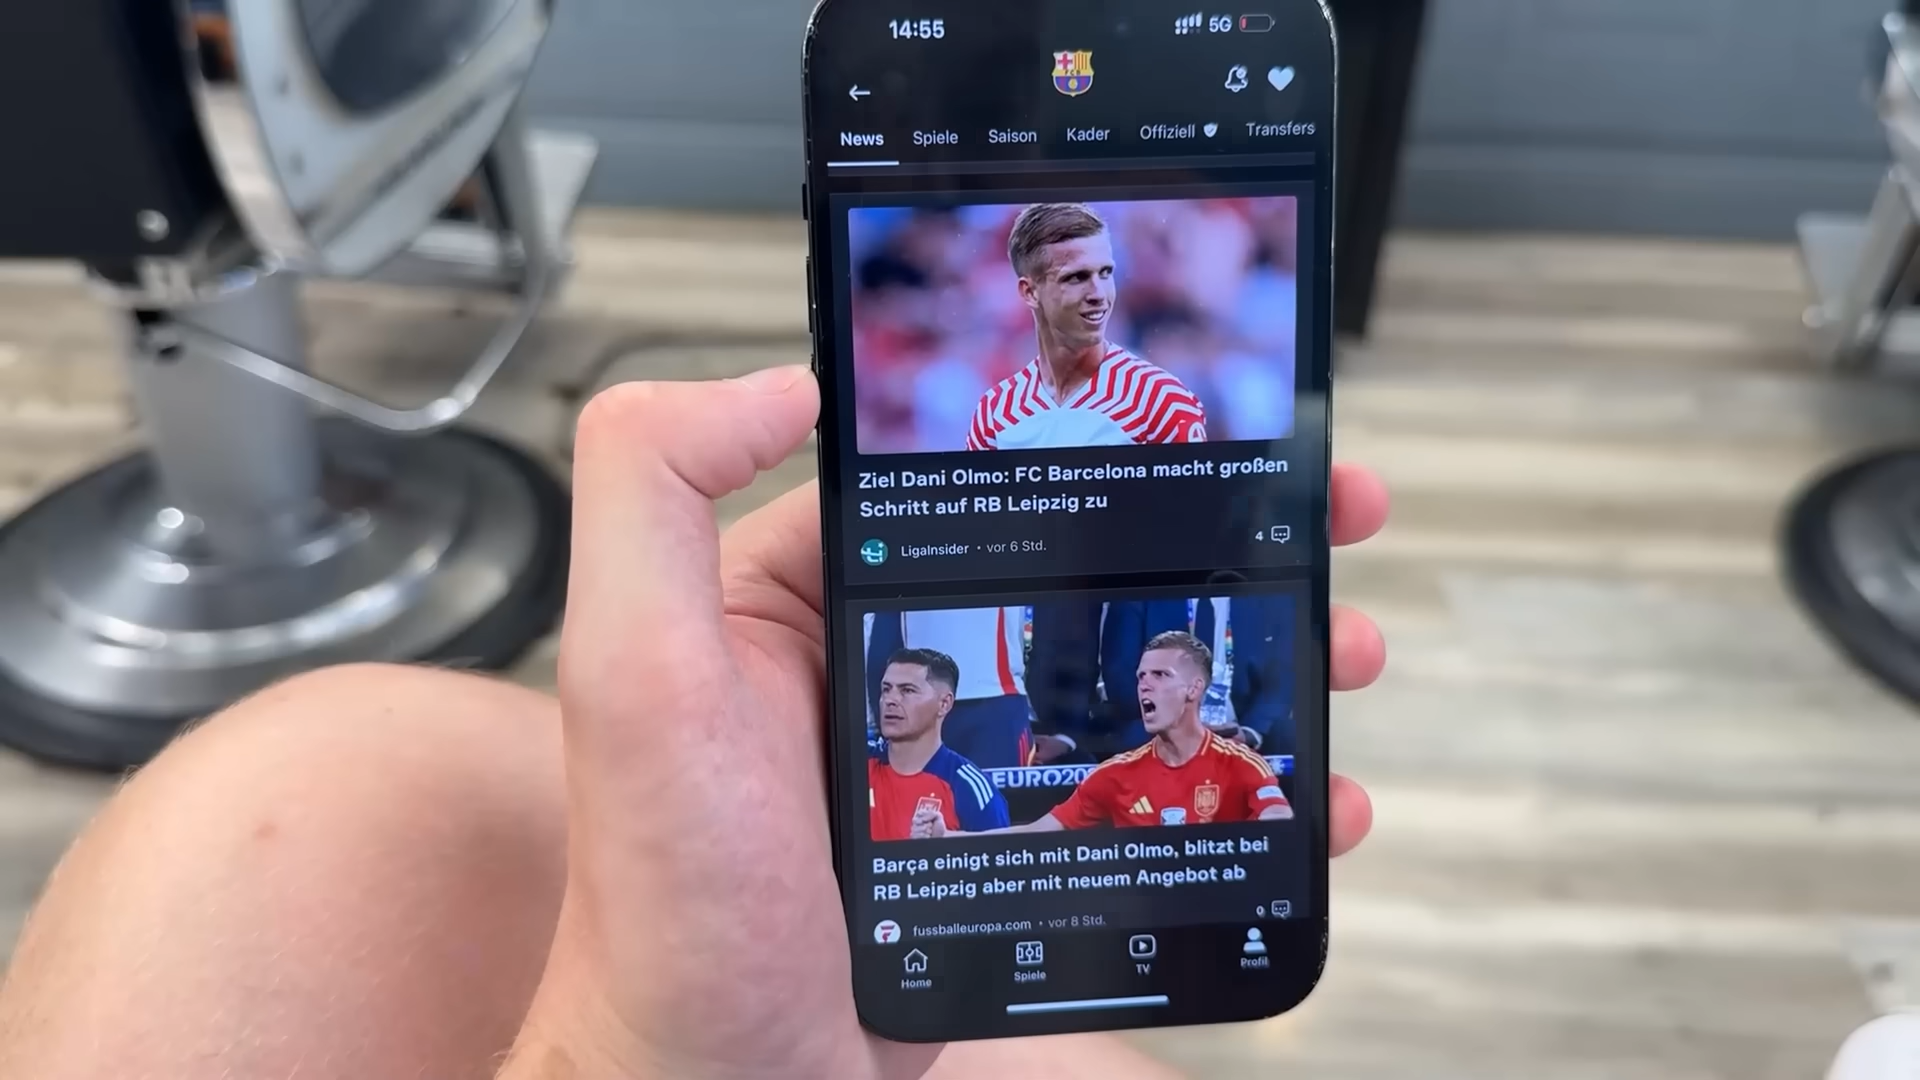 14:55
5G
FCB
News Spiele Saison Kader Offiziell Transfers
Ziel Dani Olmo: FC Barcelona macht großen
Schritt auf RB Leipzig zu
LigaInsider • vor 6 Std.
4
EURO20
Barça einigt sich mit Dani Olmo, blitzt bei
RB Leipzig aber mit neuem Angebot ab
fussballeuropa.com • vor 8 Std.
0
Home Spiele TV Profil